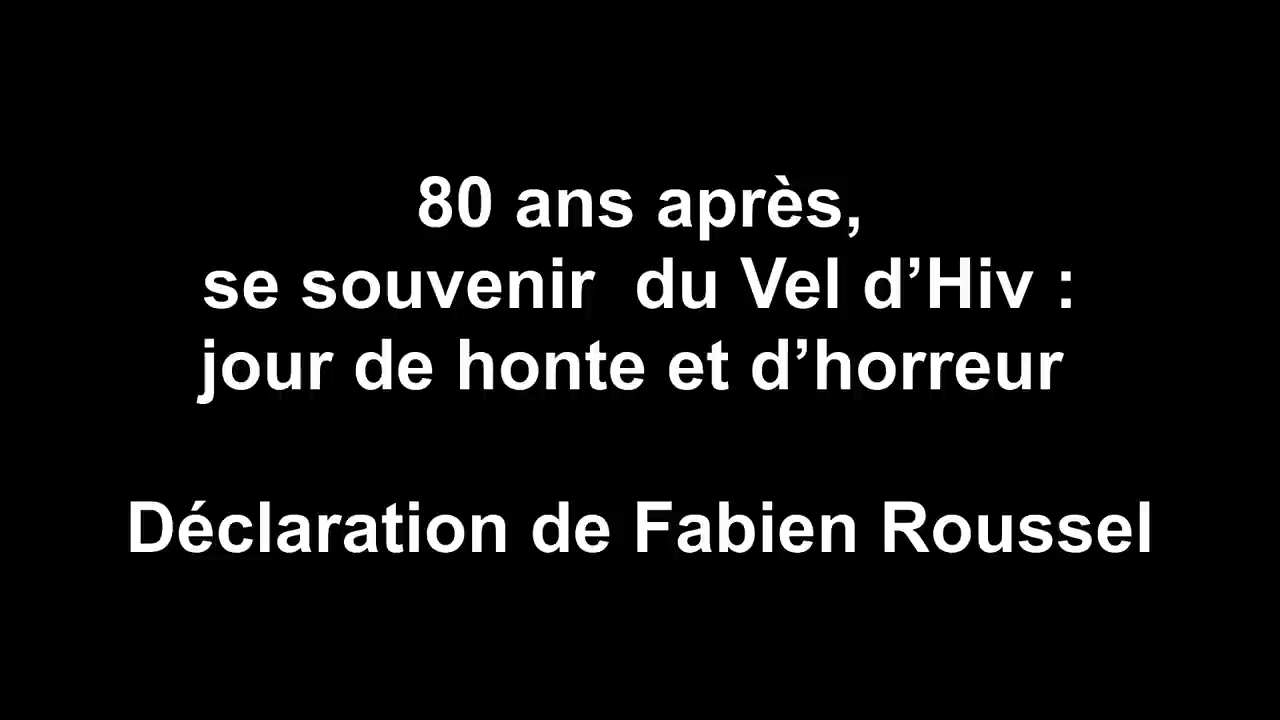 80 ans après,
se souvenir  du Vel d’Hiv :
jour de honte et d’horreur
Déclaration de Fabien Roussel